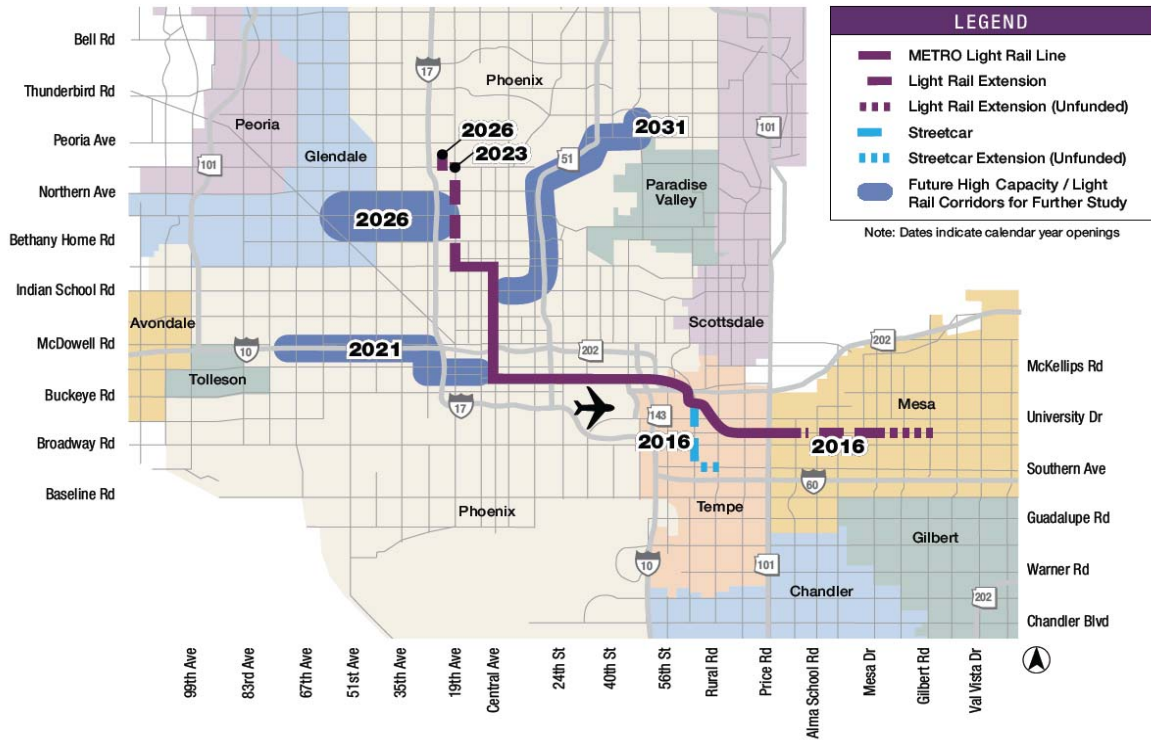 Bell Rd
Thunderbird Rd
Peoria Ave
Northern Ave
Bethany Home Rd
Indian School Rd
McDowell Rd
Buckeye Rd
Broadway Rd
Baseline Rd
17
Phoenix
Peoria
Glendale
101
2026
2023
2031
51
101
Paradise
Valley
2026
Scottsdale
Avondale
10
2021
202
202
Tolleson
17
143
Mesa
2016
2016
60
Phoenix
Tempe
Gilbert
10
101
Chandler
202
LEGEND
METRO Light Rail Line
Light Rail Extension
Light Rail Extension (Unfunded)
Streetcar
Streetcar Extension (Unfunded)
Future High Capacity / Light
Rail Corridors for Further Study
Note: Dates indicate calendar year openings
McKellips Rd
University Dr
Southern Ave
Guadalupe Rd
Warner Rd
Chandler Blvd
99th Ave
83rd Ave
67th Ave
51st Ave
35th Ave
19th Ave
Central Ave
24th St
40th St
56th St
Rural Rd
Price Rd
Alma School Rd
Mesa Dr
Gilbert Rd
Val Vista Dr